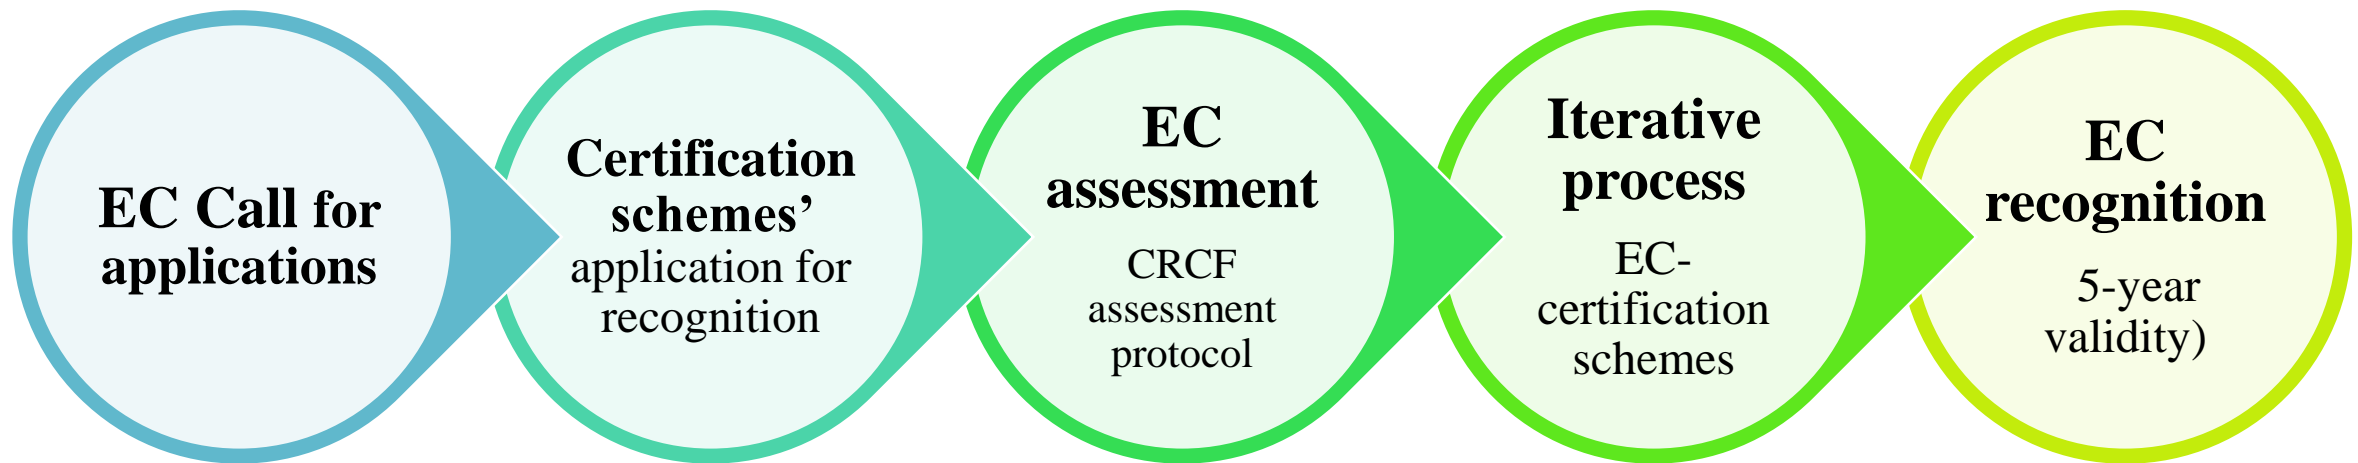 EC Call for
applications
Certification
schemes’
application for
recognition
EC
assessment
CRCF
assessment
protocol
Iterative
process
EC-
certification
schemes
EC
recognition
5-year
validity)